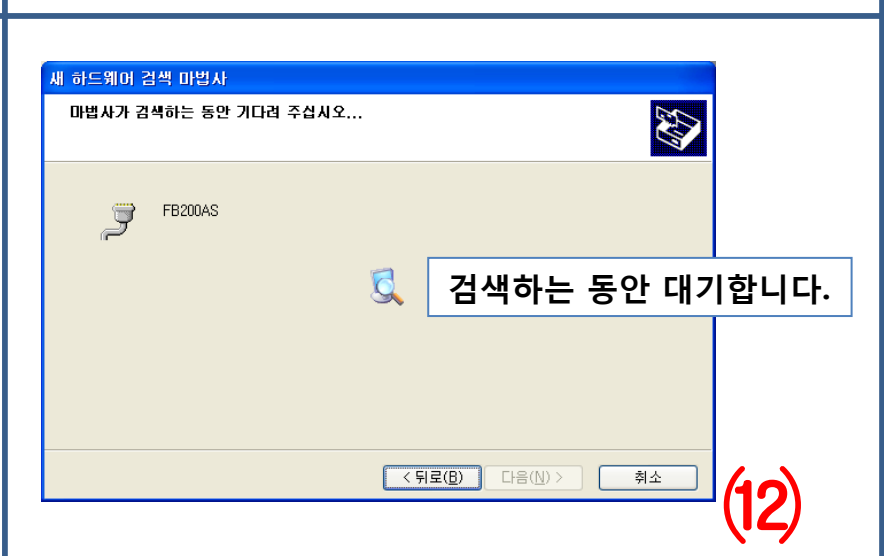 새 하드웨어 검색 마법사
마법사가 검색하는 동안 기다려 주십시오...
FB200AS
검색하는 동안 대기합니다.
< 뒤로(B)
다음(N) >
취소
(12)